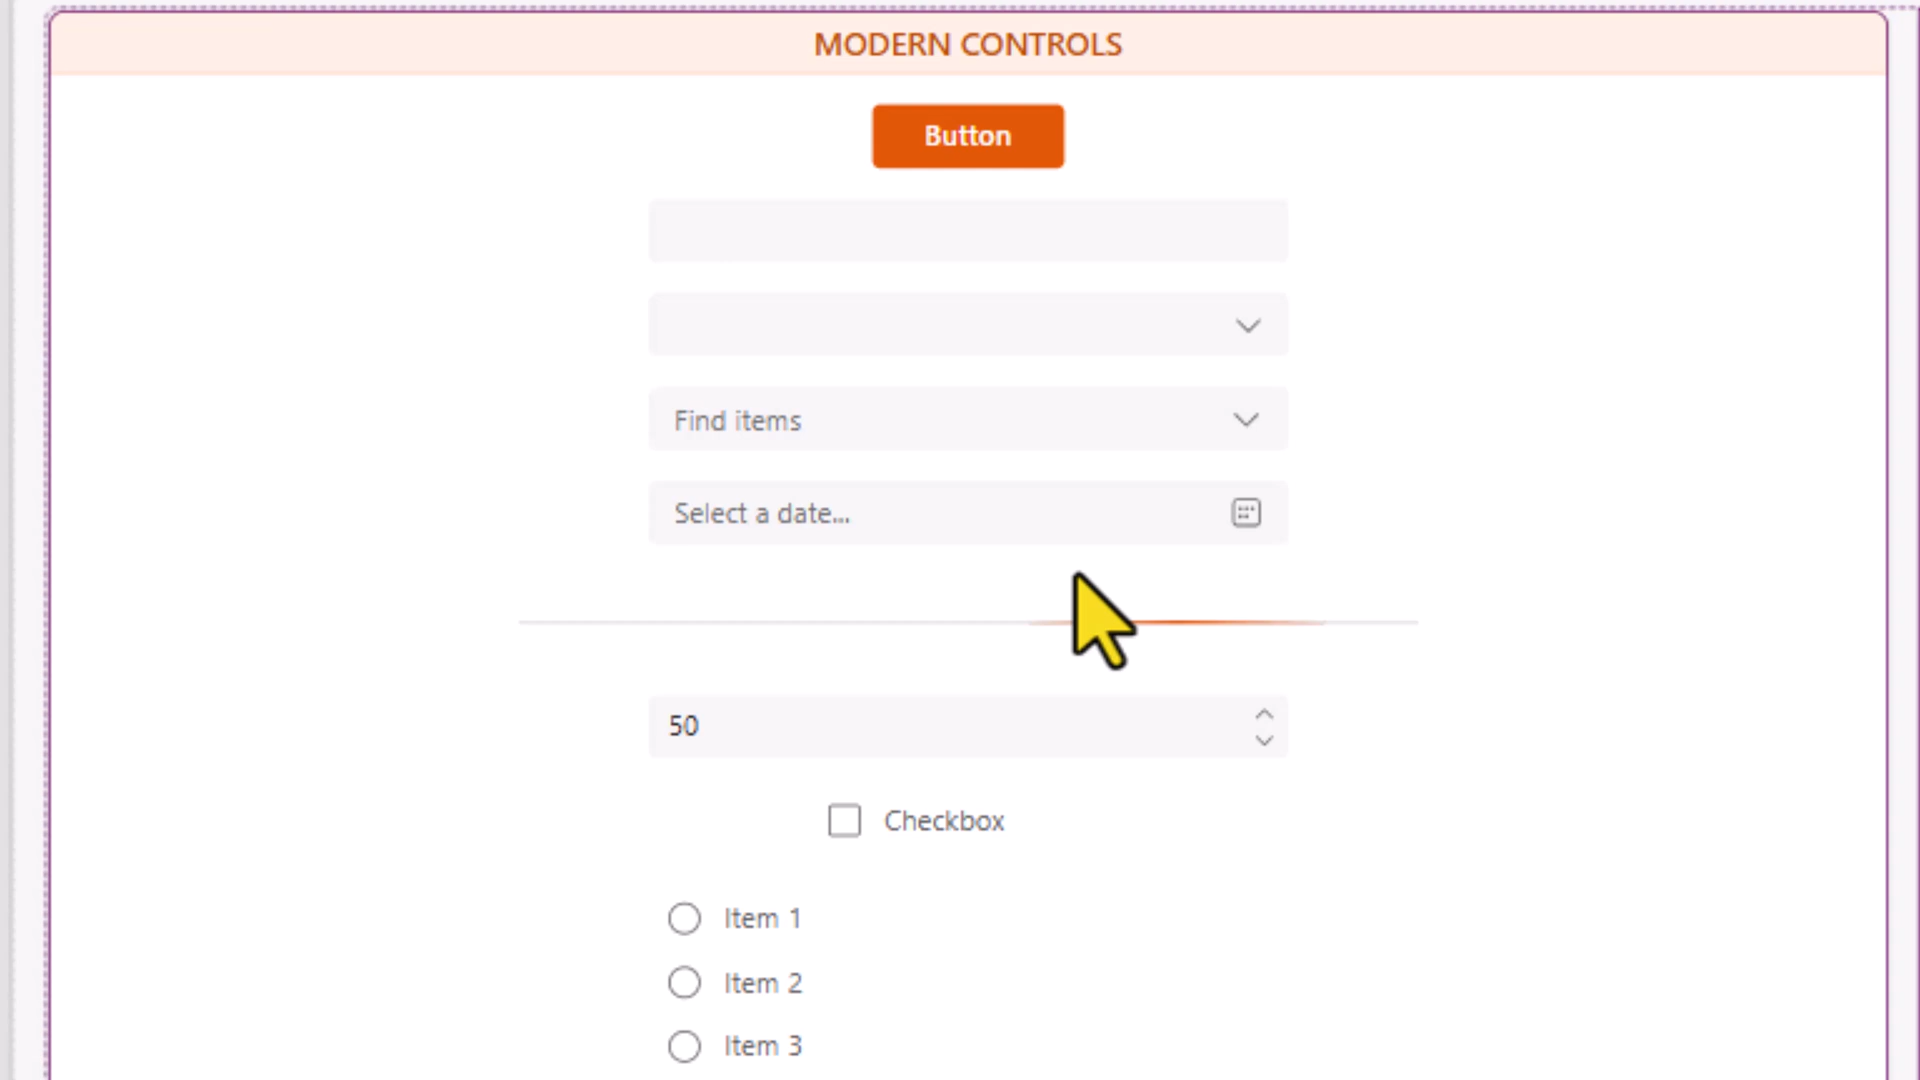 MODERN CONTROLS
Button
Find items
Select a date...
50
Checkbox
Item 1
Item 2
Item 3